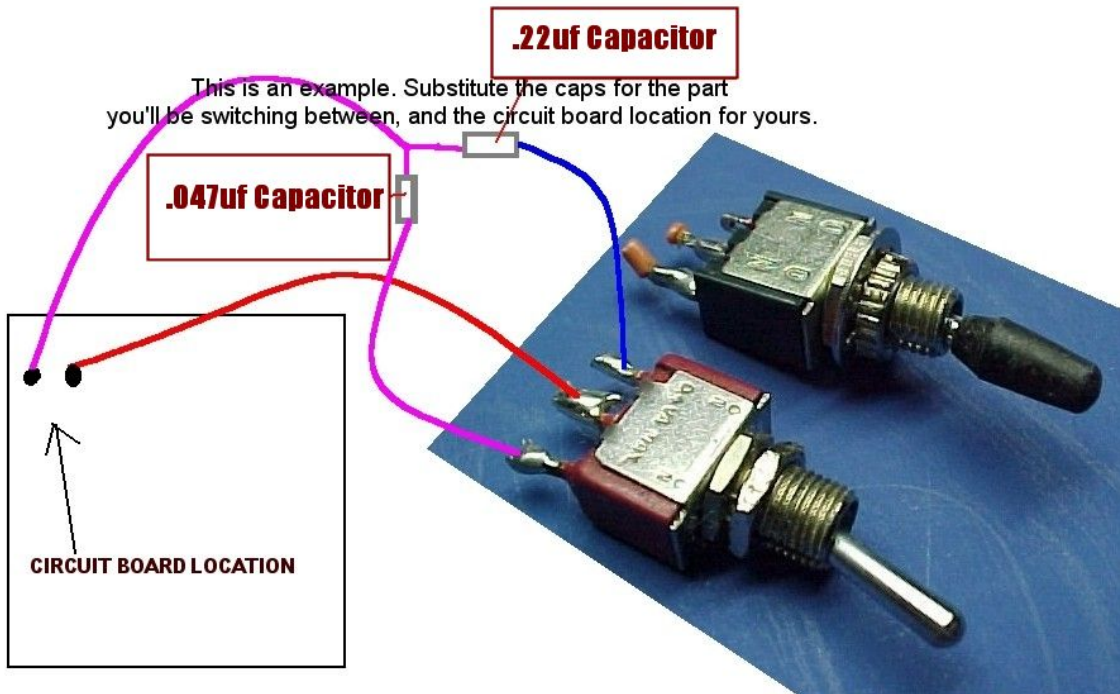 .22uf Capacitor
This is an example. Substitute the caps for the part
you'll be switching between, and the circuit board location for yours.
.047uf Capacitor
CIRCUIT BOARD LOCATION